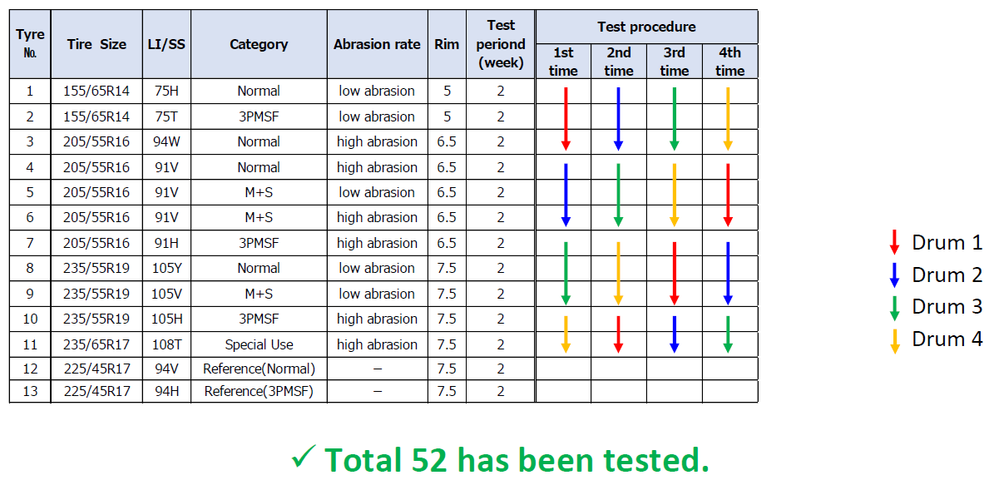 Tyre № Tire Size LI/SS Category Abrasion rate Rim Test periond (week) Test procedure
1st time 2nd time 3rd time 4th time
1 155/65R14 75H Normal low abrasion 5 2
2 155/65R14 75T 3PMSF low abrasion 5 2
3 205/55R16 94W Normal high abrasion 6.5 2
4 205/55R16 91V Normal high abrasion 6.5 2
5 205/55R16 91V M+S low abrasion 6.5 2
6 205/55R16 91V M+S high abrasion 6.5 2
7 205/55R16 91H 3PMSF high abrasion 6.5 2
8 235/55R19 105Y Normal low abrasion 7.5 2
9 235/55R19 105V M+S low abrasion 7.5 2
10 235/55R19 105H 3PMSF high abrasion 7.5 2
11 235/65R17 108T Special Use high abrasion 7.5 2
12 225/45R17 94V Reference(Normal) － 7.5 2
13 225/45R17 94H Reference(3PMSF) － 7.5 2
Drum 1
Drum 2
Drum 3
Drum 4
✓ Total 52 has been tested.